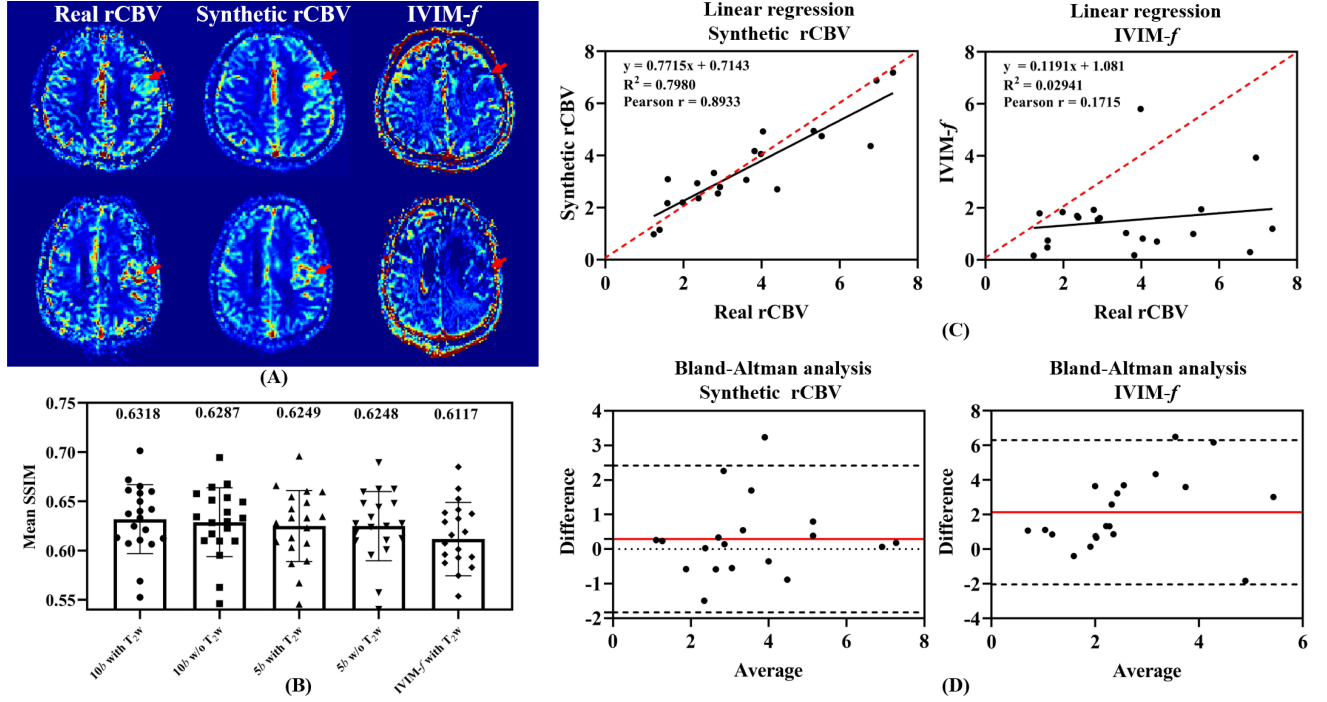 Real rCBV Synthetic rCBV IVIM-f
(A)
0.75
0.70
0.65
0.60
0.55
Mean SSIM
0.6318 0.6287 0.6249 0.6248 0.6117
10b with T2w
10b w/o T2w
5b with T2w
5b w/o T2w
IVIM-f with T2w
(B)
Linear regression
Synthetic rCBV
y = 0.7715x + 0.7143
R² = 0.7980
Pearson r = 0.8933
Synthetic rCBV
8
6
4
2
0
0 2 4 6 8
Real rCBV
Linear regression
IVIM-f
y = 0.1191x + 1.081
R² = 0.02941
Pearson r = 0.1715
IVIM-f
8
6
4
2
0
0 2 4 6 8
Real rCBV
(C)
Bland-Altman analysis
Synthetic rCBV
Difference
4
3
2
1
0
-1
-2
0 2 4 6 8
Average
Bland-Altman analysis
IVIM-f
Difference
8
6
4
2
0
-2
-4
0 2 4 6
Average
(D)